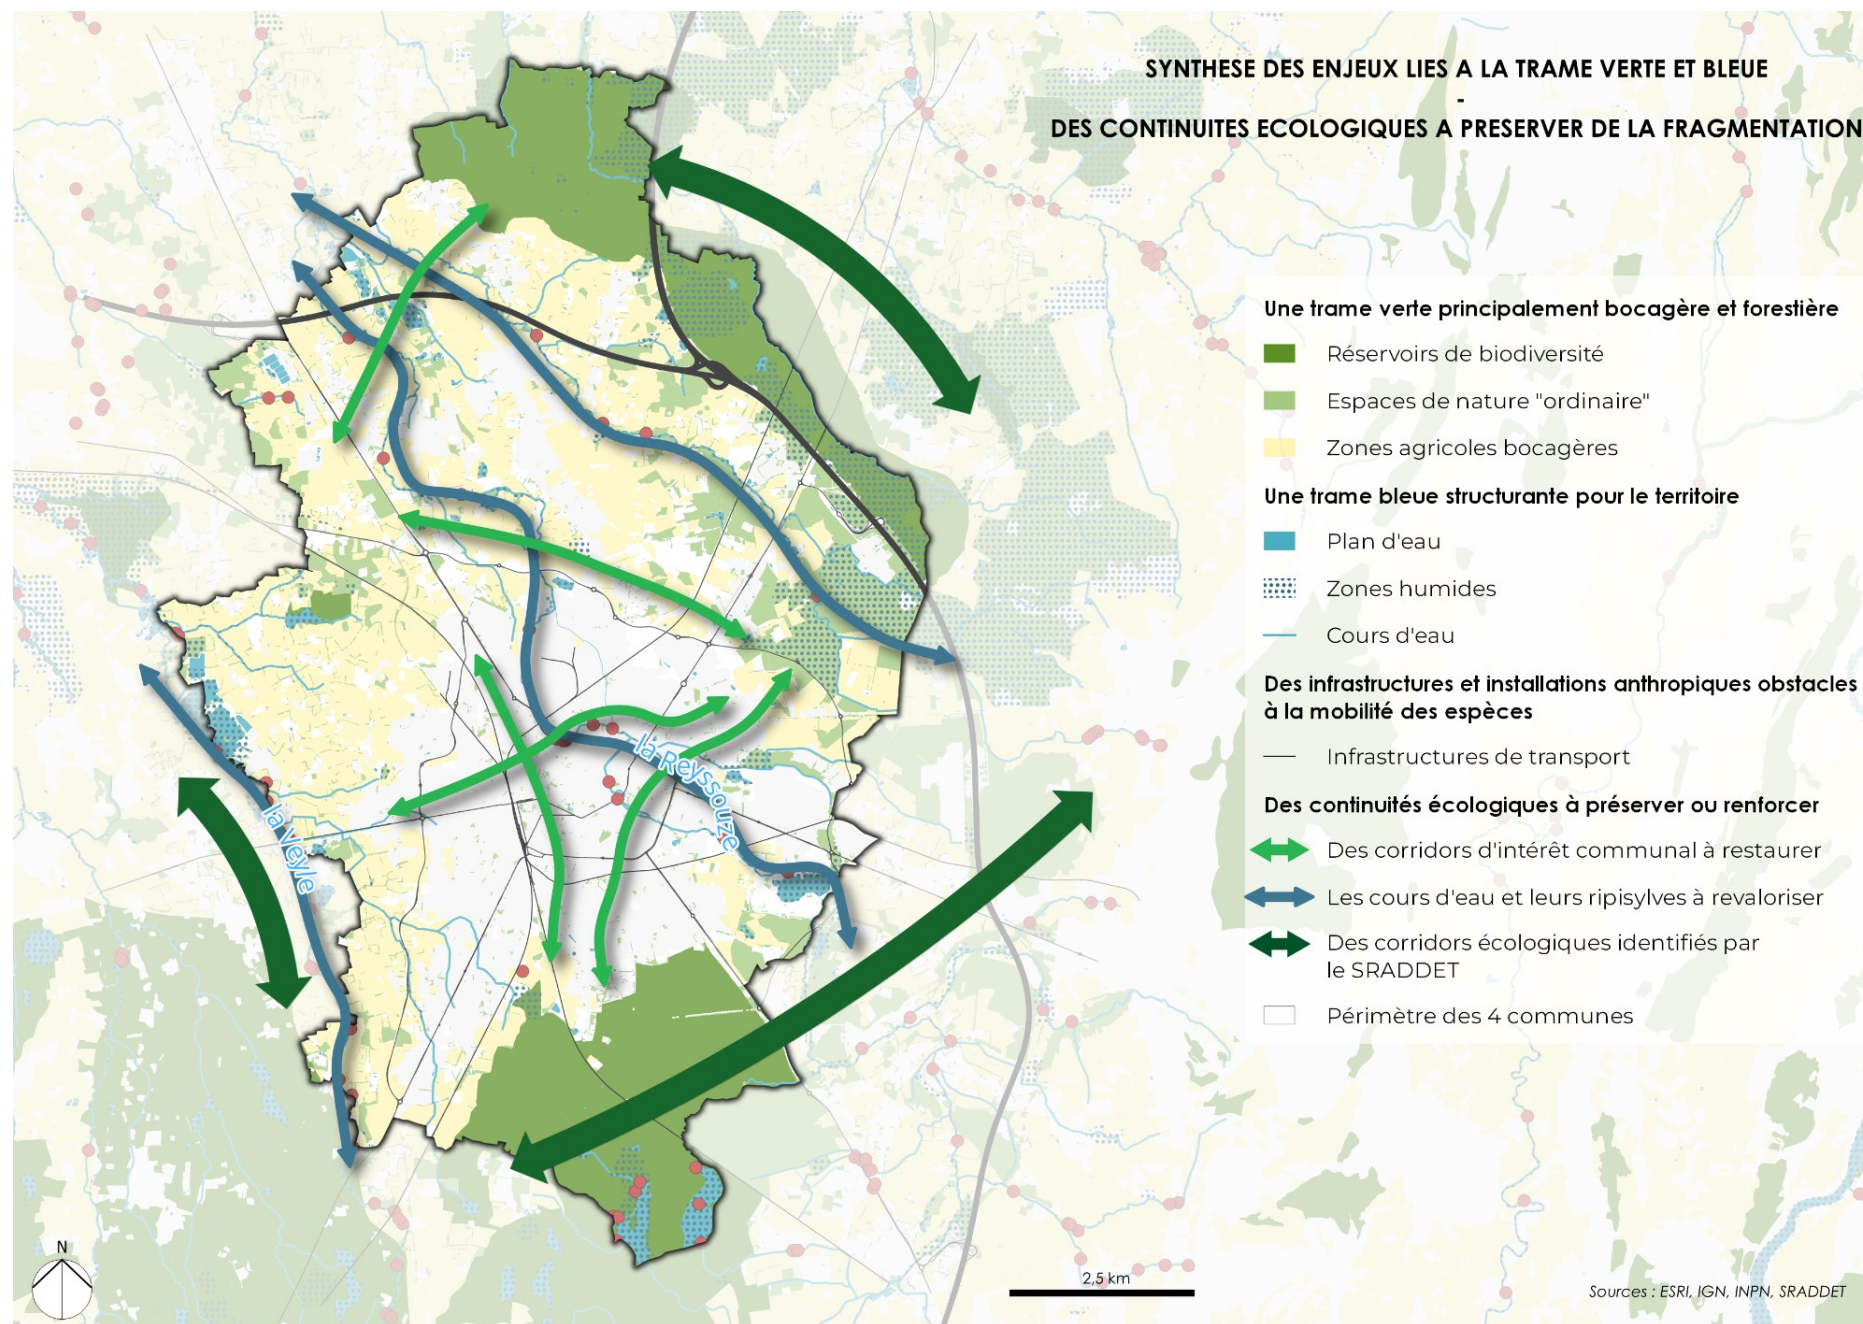 SYNTHESE DES ENJEUX LIES A LA TRAME VERTE ET BLEUE
-
DES CONTINUITES ECOLOGIQUES A PRESERVER DE LA FRAGMENTATION
Une trame verte principalement bocagère et forestière
Réservoirs de biodiversité
Espaces de nature "ordinaire"
Zones agricoles bocagères
Une trame bleue structurante pour le territoire
Plan d'eau
Zones humides
Cours d'eau
Des infrastructures et installations anthropiques obstacles
à la mobilité des espèces
Infrastructures de transport
Des continuités écologiques à préserver ou renforcer
Des corridors d'intérêt communal à restaurer
Les cours d'eau et leurs ripisylves à revaloriser
Des corridors écologiques identifiés par
le SRADDET
Périmètre des 4 communes
la Reyssouze
la Veyle
N
2,5 km
Sources : ESRI, IGN, INPN, SRADDET